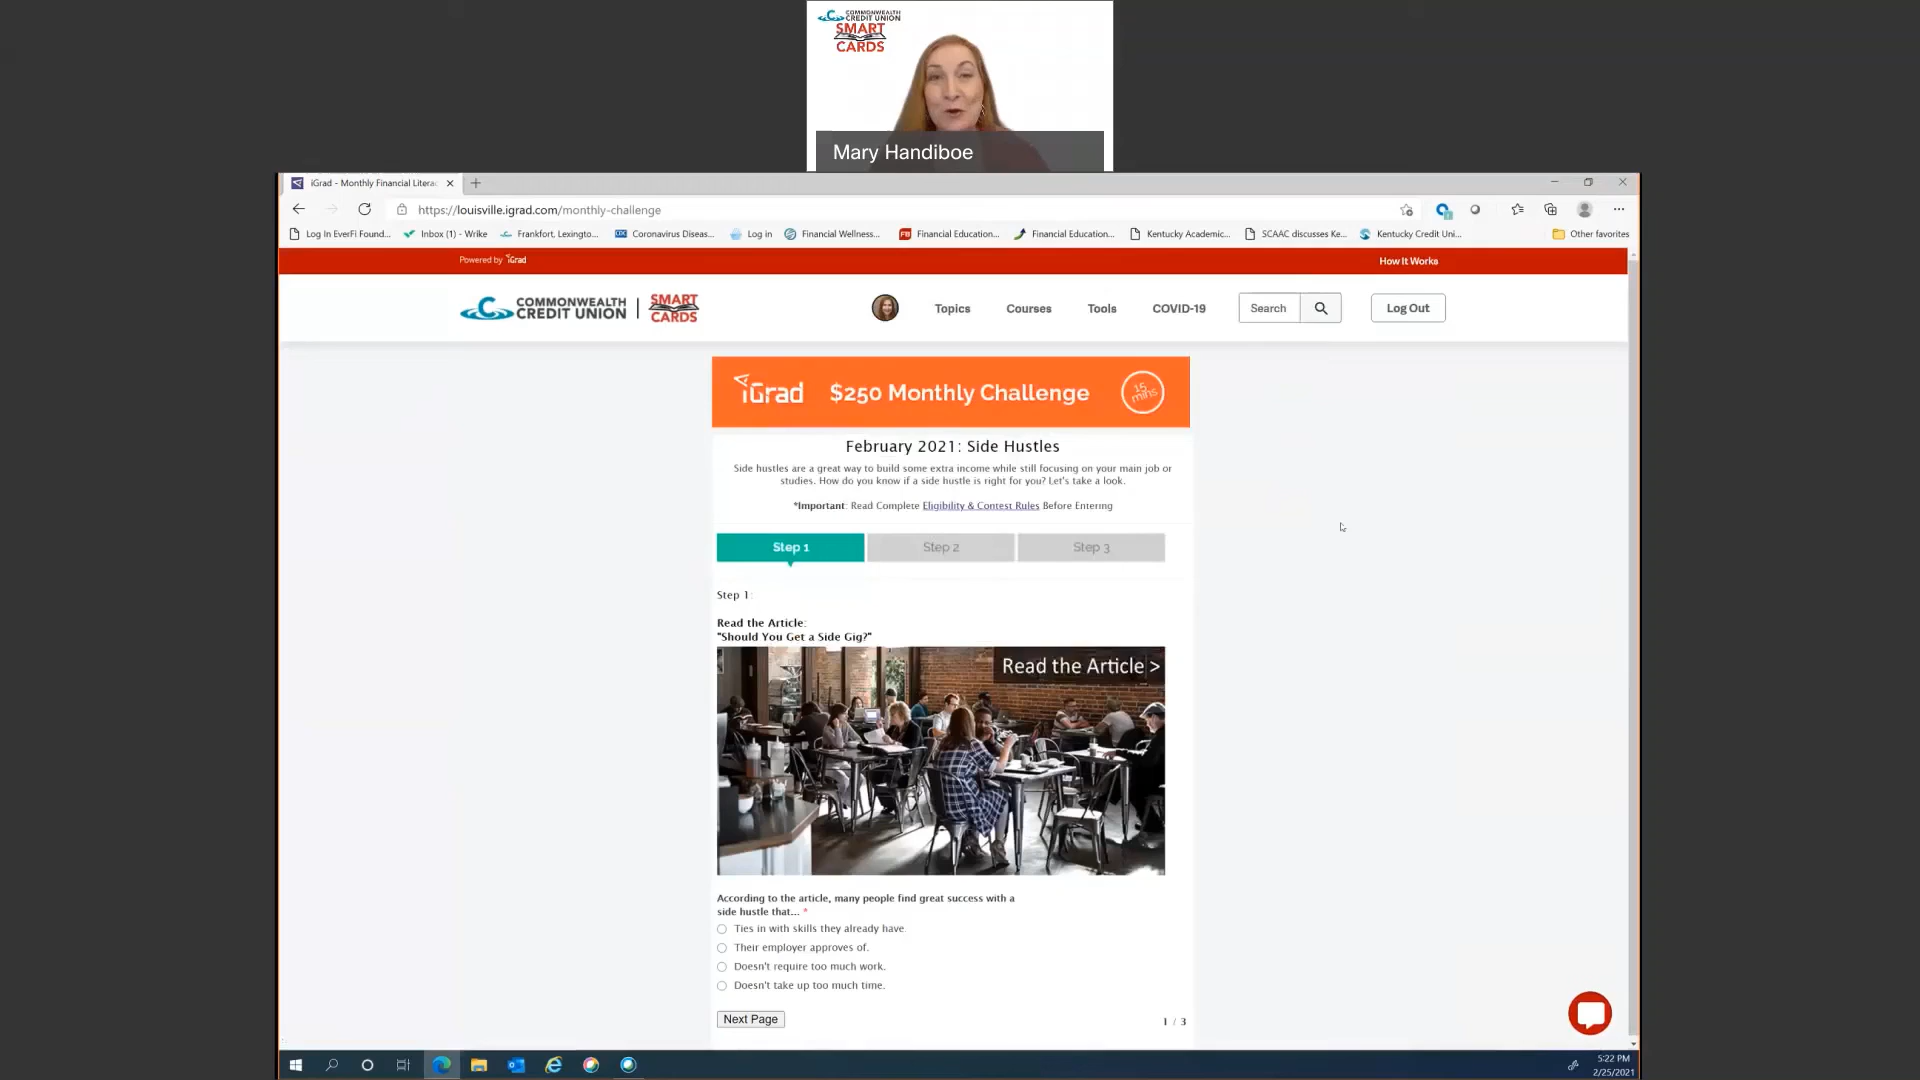 COMMONWEALTH
CREDIT UNION
SMART
CARDS
Mary Handiboe
iGrad - Monthly Financial Litera
https://louisville.igrad.com/monthly-challenge
Log In EverFi Found...
Inbox (1) - Wrike
Frankfort, Lexingto...
Coronavirus Diseas...
Log in
Financial Wellness...
Financial Education...
Financial Education...
Kentucky Academic...
SCAAC discusses Ke...
Kentucky Credit Uni...
Other favorites
Powered by iGrad
How It Works
COMMONWEALTH
CREDIT UNION
SMART
CARDS
Topics
Courses
Tools
COVID-19
Search
Log Out
iGrad $250 Monthly Challenge
15
mins
February 2021: Side Hustles
Side hustles are a great way to build some extra income while still focusing on your main job or
studies. How do you know if a side hustle is right for you? Let's take a look.
*Important: Read Complete Eligibility & Contest Rules Before Entering
Step 1
Step 2
Step 3
Step 1:
Read the Article:
"Should You Get a Side Gig?"
Read the Article >
According to the article, many people find great success with a
side hustle that... *
Ties in with skills they already have.
Their employer approves of.
Doesn't require too much work.
Doesn't take up too much time.
Next Page
1 / 3
5:22 PM
2/25/2021